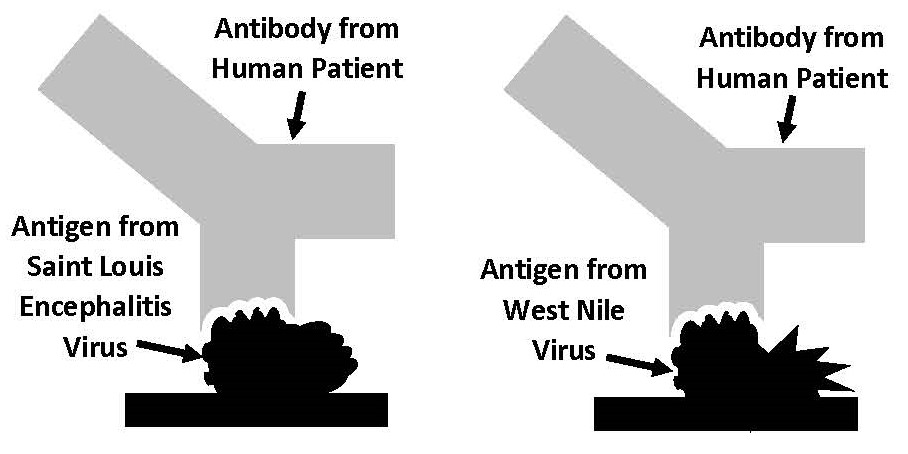 Antibody from
Human Patient
Antigen from
Saint Louis
Encephalitis
Virus
Antibody from
Human Patient
Antigen from
West Nile
Virus